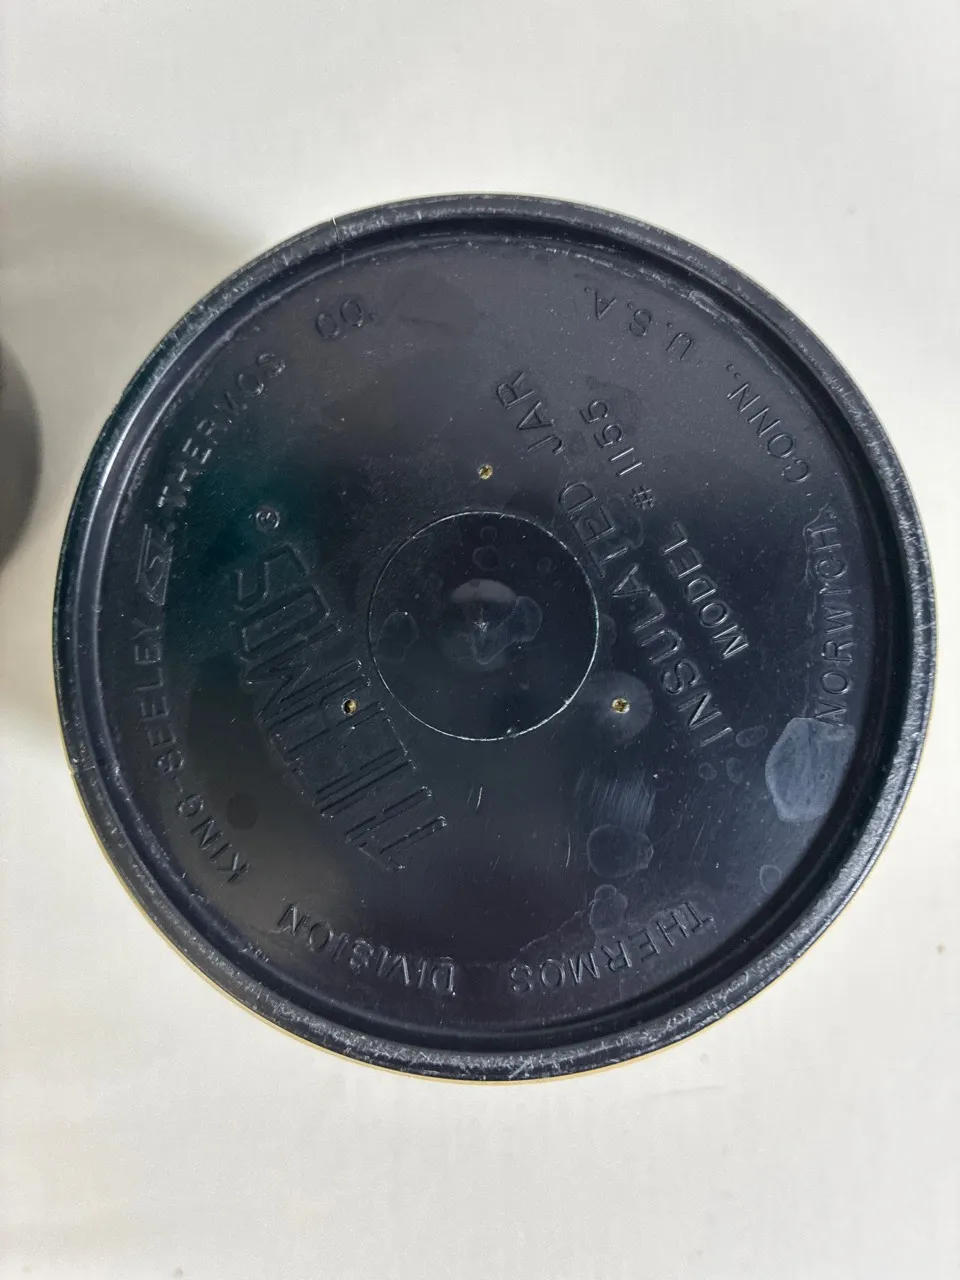 THERMOS®
INSULATED JAR
MODEL # 1155
KING-SEELEY THERMOS CO.
NORWICH, CONN., U.S.A.
THERMOS DIVISION